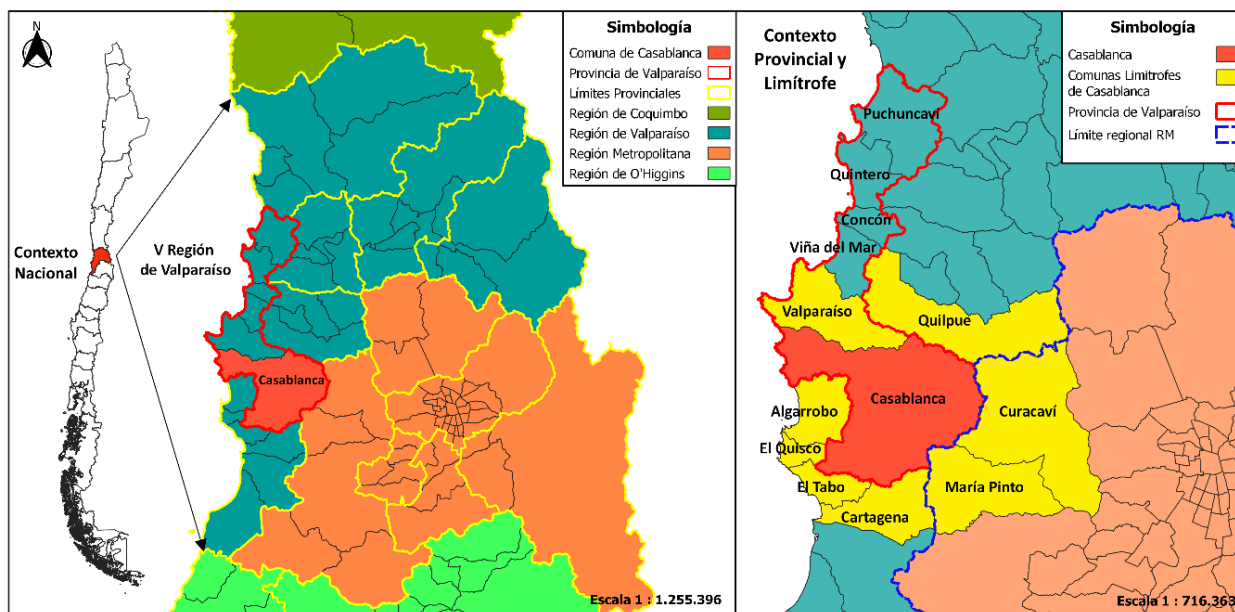 N
Contexto
Nacional
V Región
de Valparaíso
Casablanca
Simbología
Comuna de Casablanca
Provincia de Valparaíso
Límites Provinciales
Región de Coquimbo
Región de Valparaíso
Región Metropolitana
Región de O'Higgins
Escala 1 : 1.255.396
Contexto
Provincial y
Limítrofe
Simbología
Casablanca
Comunas Limitrofes
de Casablanca
Provincia de Valparaíso
Límite regional RM
Puchuncaví
Quintero
Concón
Viña del Mar
Valparaíso
Quilpue
Casablanca
Algarrobo
Curacaví
El Quisco
El Tabo
María Pinto
Cartagena
Escala 1 : 716.363